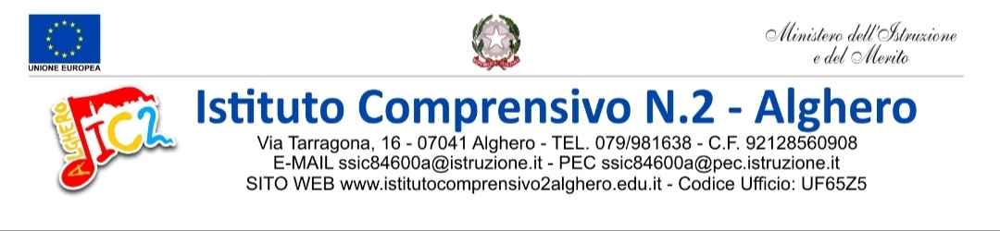 UNIONE EUROPEA
Ministero dell'Istruzione
e del Merito
ALGHERO
IC2
Istituto Comprensivo N.2 - Alghero
Via Tarragona, 16 - 07041 Alghero - TEL. 079/981638 - C.F. 92128560908
E-MAIL ssic84600a@istruzione.it - PEC ssic84600a@pec.istruzione.it
SITO WEB www.istitutocomprensivo2alghero.edu.it - Codice Ufficio: UF65Z5